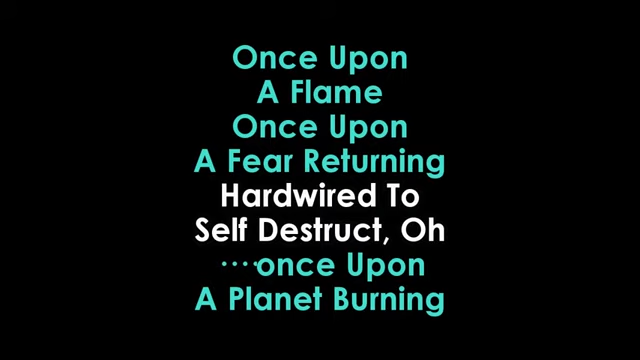 Once Upon
A Flame
Once Upon
A Fear Returning
Hardwired To
Self Destruct, Oh
....once Upon
A Planet Burning